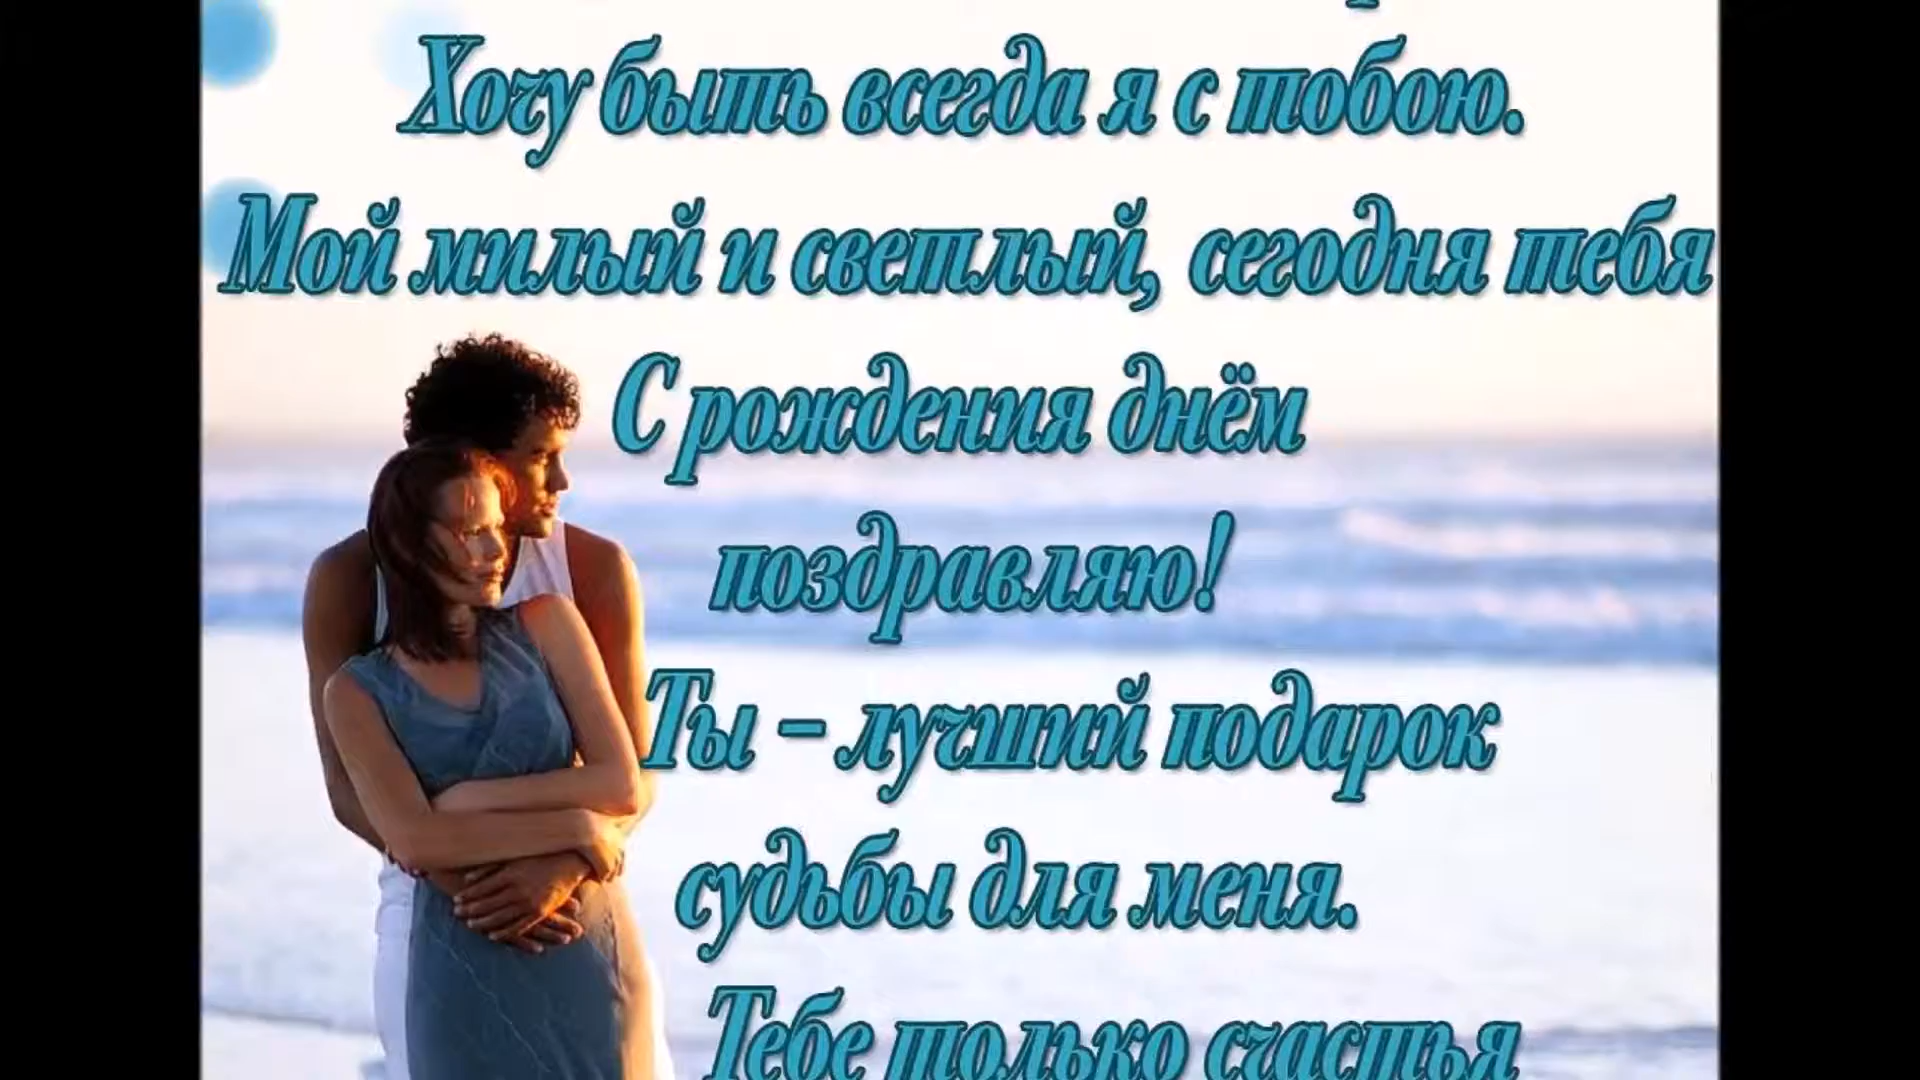 Хочу быть всегда я с тобою.
Мой милый и светлый, сегодня тебя
С рождения днём
поздравляю!
Ты – лучший подарок
судьбы для меня.
Тебе только счастья